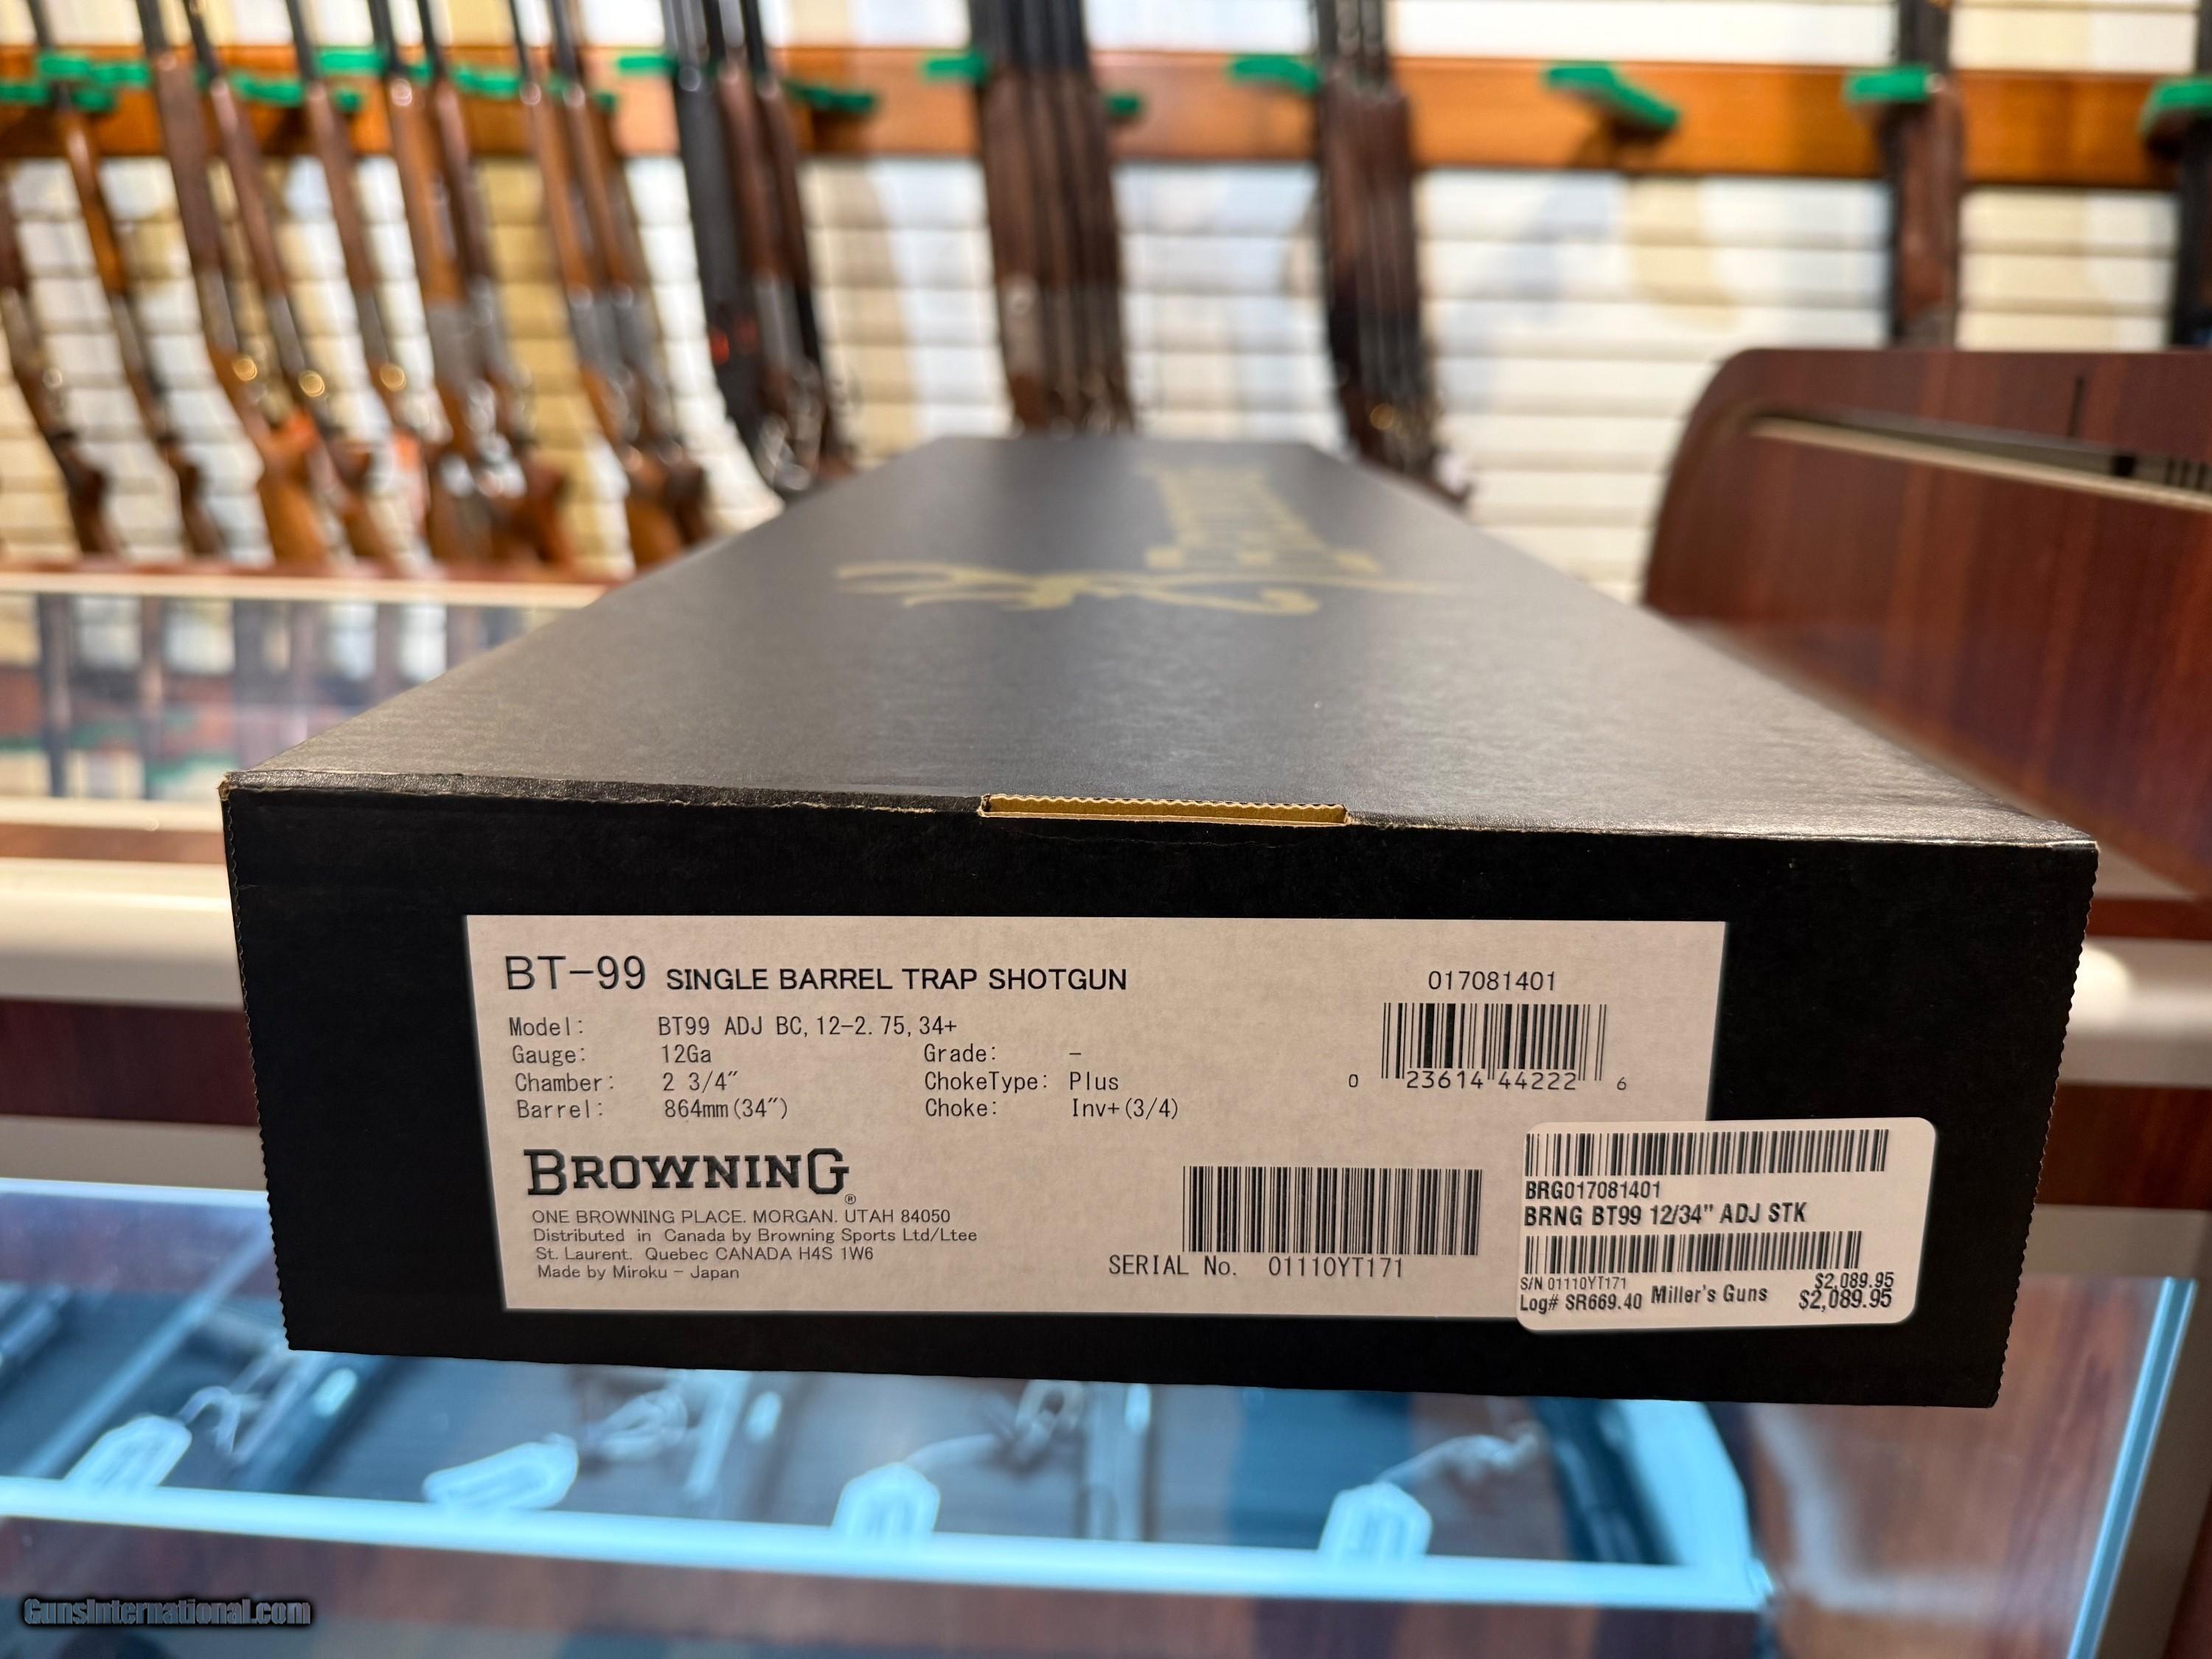 BT-99 SINGLE BARREL TRAP SHOTGUN
017081401
Model: BT99 ADJ BC, 12-2.75, 34+
Gauge: 12Ga Grade: -
Chamber: 2 3/4" ChokeType: Plus
Barrel: 864mm(34") Choke: Inv+(3/4)
0 23614 44222 6
BROWNING®
ONE BROWNING PLACE. MORGAN. UTAH 84050
Distributed in Canada by Browning Sports Ltd/Ltee
St. Laurent. Quebec CANADA H4S 1W6
Made by Miroku - Japan
SERIAL No. 01110YT171
BRG017081401
BRNG BT99 12/34" ADJ STK
S/N 01110YT171 $2,089.95
Log# SR669.40 Miller's Guns $2,089.95
GunsInternational.com